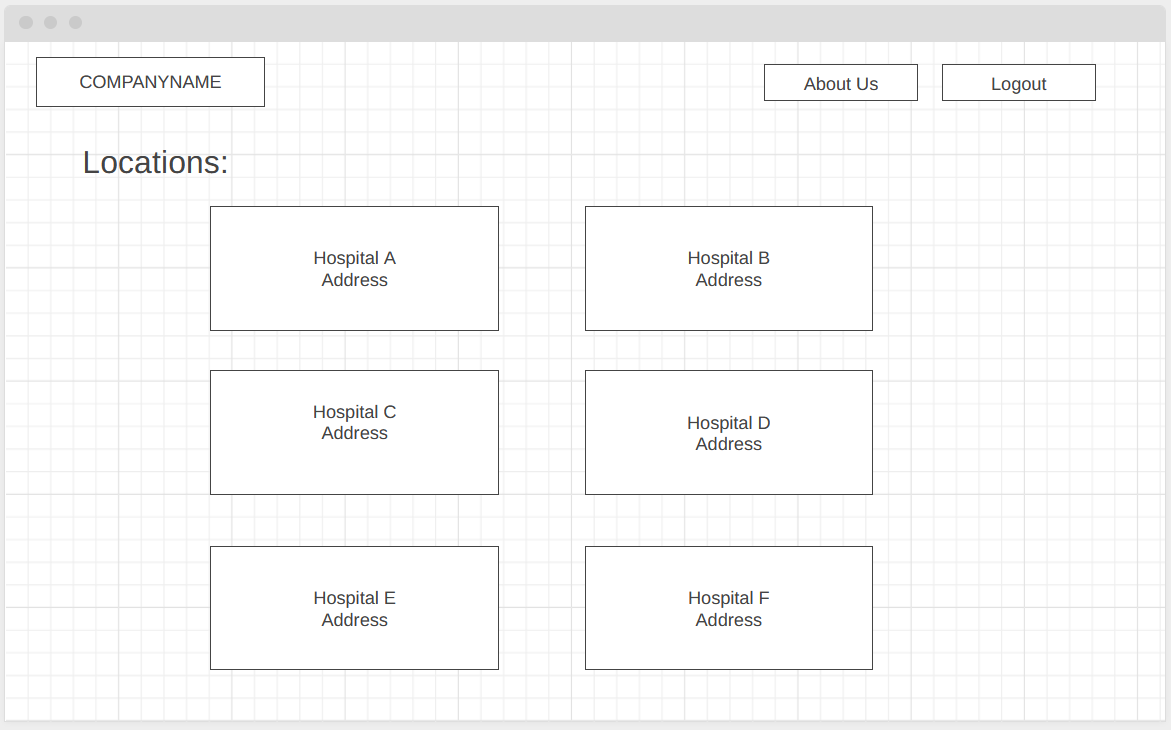 COMPANYNAME
About Us
Logout
Locations:
Hospital A
Address
Hospital B
Address
Hospital C
Address
Hospital D
Address
Hospital E
Address
Hospital F
Address